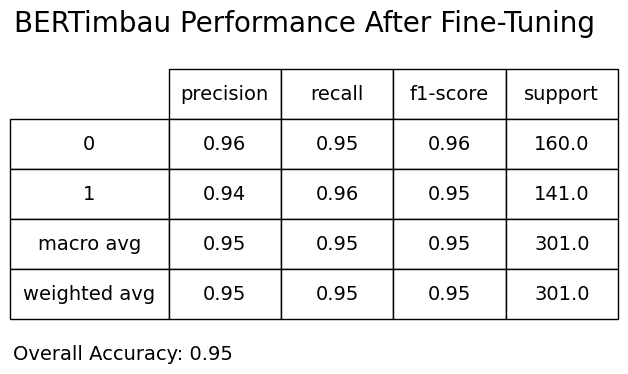 BERTimbau Performance After Fine-Tuning
precision recall f1-score support
0 0.96 0.95 0.96 160.0
1 0.94 0.96 0.95 141.0
macro avg 0.95 0.95 0.95 301.0
weighted avg 0.95 0.95 0.95 301.0
Overall Accuracy: 0.95